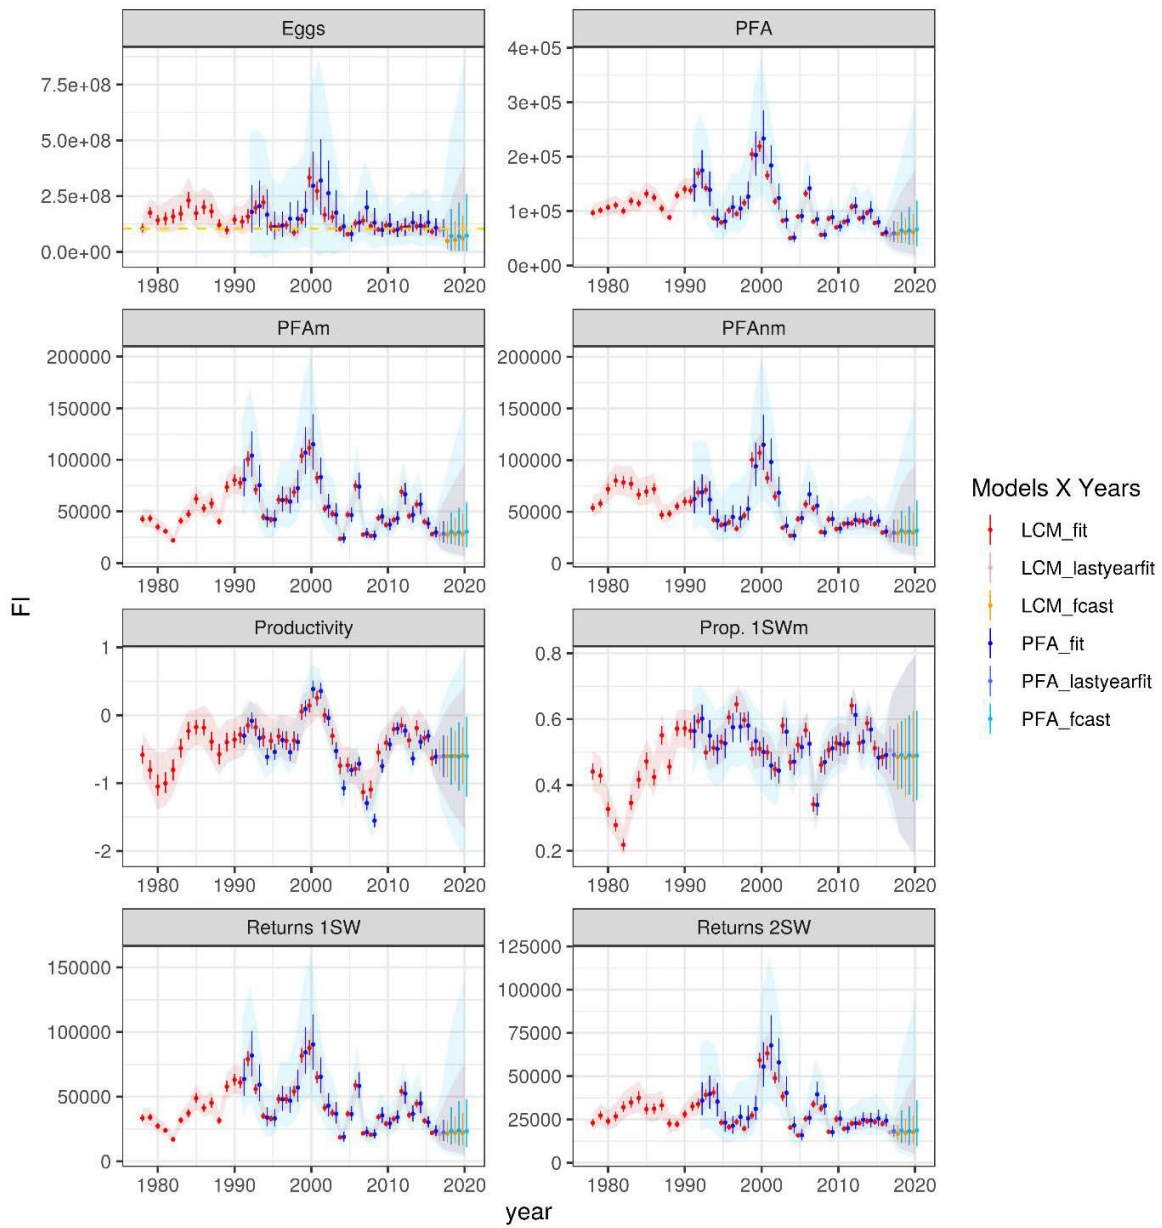 Eggs
PFA
7.5e+08
5.0e+08
2.5e+08
0.0e+00
4e+05
3e+05
2e+05
1e+05
0e+00
1980 1990 2000 2010 2020
1980 1990 2000 2010 2020
PFAm
PFAnm
200000
150000
100000
50000
0
200000
150000
100000
50000
0
1980 1990 2000 2010 2020
1980 1990 2000 2010 2020
FI
Productivity
Prop. 1SWm
1
0
-1
-2
0.8
0.6
0.4
0.2
1980 1990 2000 2010 2020
1980 1990 2000 2010 2020
Returns 1SW
Returns 2SW
150000
100000
50000
0
125000
100000
75000
50000
25000
0
1980 1990 2000 2010 2020
1980 1990 2000 2010 2020
year
Models X Years
LCM_fit
LCM_lastyearfit
LCM_fcast
PFA_fit
PFA_lastyearfit
PFA_fcast